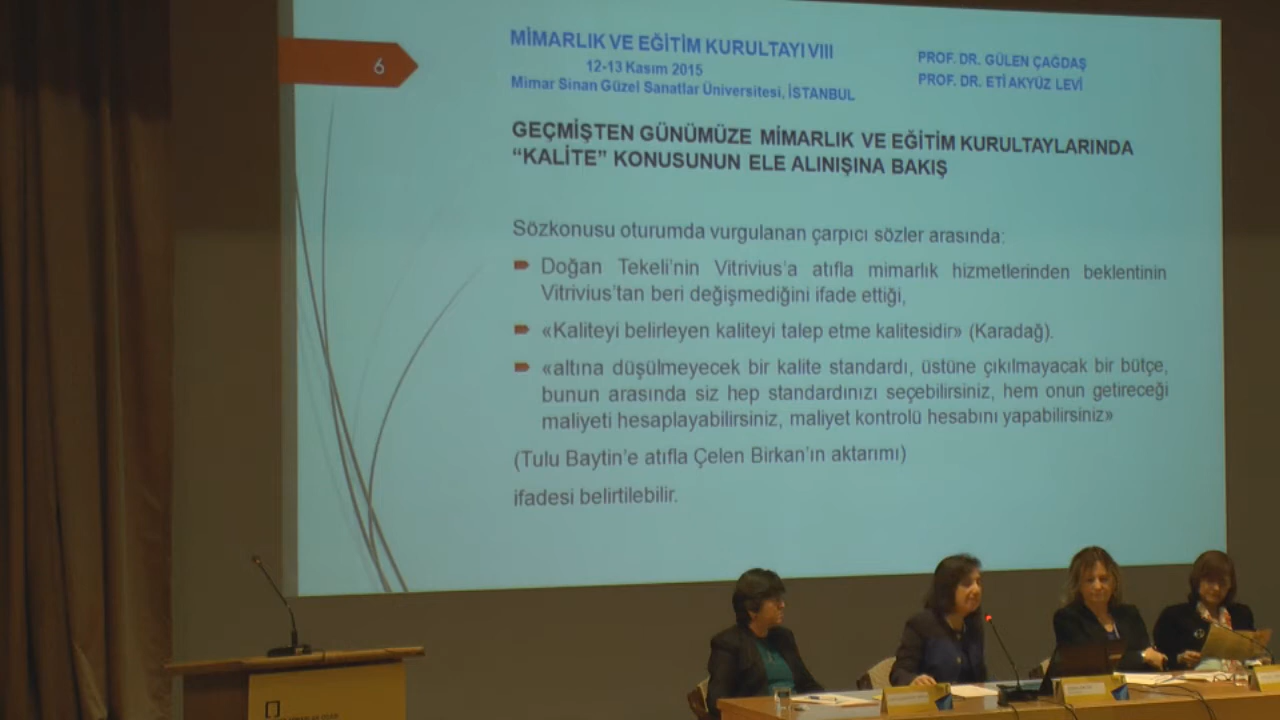 6
MİMARLIK VE EĞİTİM KURULTAYI VIII
12-13 Kasım 2015
Mimar Sinan Güzel Sanatlar Üniversitesi, İSTANBUL
PROF. DR. GÜLEN ÇAĞDAŞ
PROF. DR. ETİ AKYÜZ LEVİ
GEÇMİŞTEN GÜNÜMÜZE MİMARLIK VE EĞİTİM KURULTAYLARINDA
“KALİTE” KONUSUNUN ELE ALINIŞINA BAKIŞ
Sözkonusu oturumda vurgulanan çarpıcı sözler arasında:
Doğan Tekeli’nin Vitrivius’a atıfla mimarlık hizmetlerinden beklentinin
Vitrivius’tan beri değişmediğini ifade ettiği,
«Kaliteyi belirleyen kaliteyi talep etme kalitesidir» (Karadağ).
«altına düşülmeyecek bir kalite standardı, üstüne çıkılmayacak bir bütçe,
bunun arasında siz hep standardınızı seçebilirsiniz, hem onun getireceği
maliyeti hesaplayabilirsiniz, maliyet kontrolü hesabını yapabilirsiniz»
(Tulu Baytin’e atıfla Çelen Birkan’ın aktarımı)
ifadesi belirtilebilir.